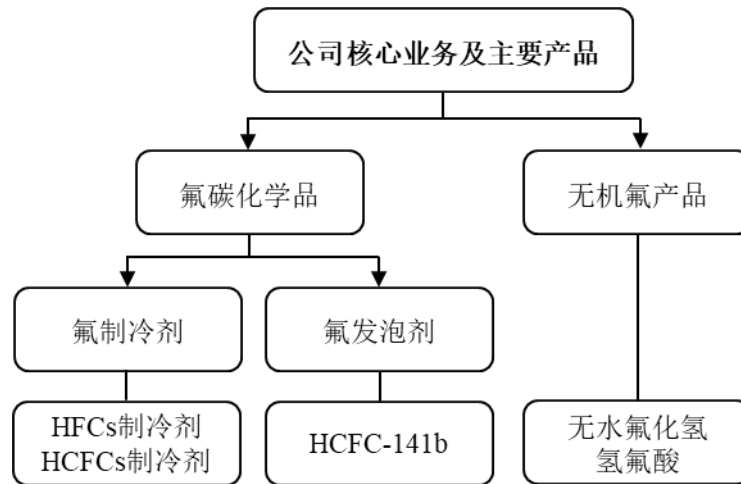 公司核心业务及主要产品
氟碳化学品
无机氟产品
氟制冷剂
氟发泡剂
HFCs制冷剂
HCFCs制冷剂
HCFC-141b
无水氟化氢
氢氟酸